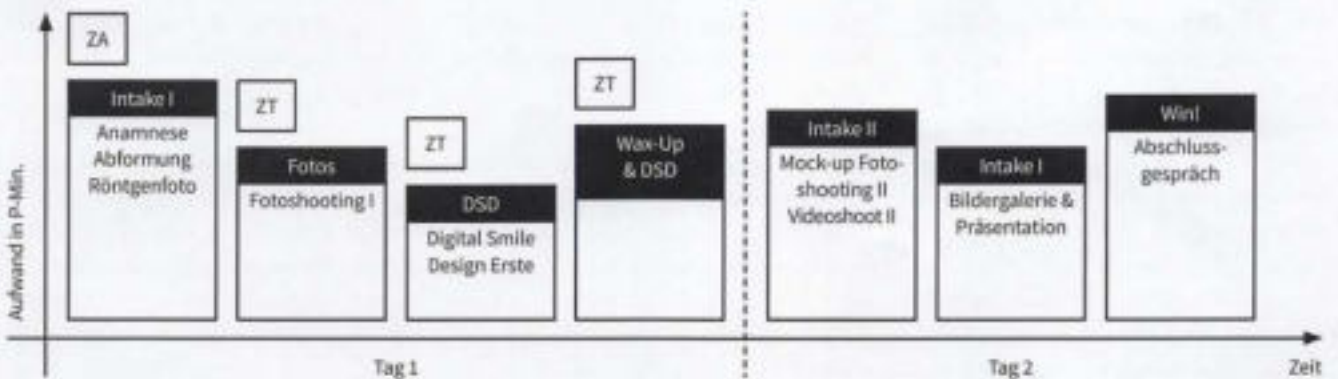 Aufwand in P-Min.
ZA
Intake I
Anamnese
Abformung
Röntgenfoto
ZT
Fotos
Fotoshooting I
ZT
DSD
Digital Smile
Design Erste
ZT
Wax-Up
& DSD
Intake II
Mock-up Foto-
shooting II
Videoshoot II
Intake I
Bildergalerie &
Präsentation
Win!
Abschluss-
gespräch
Tag 1
Tag 2
Zeit